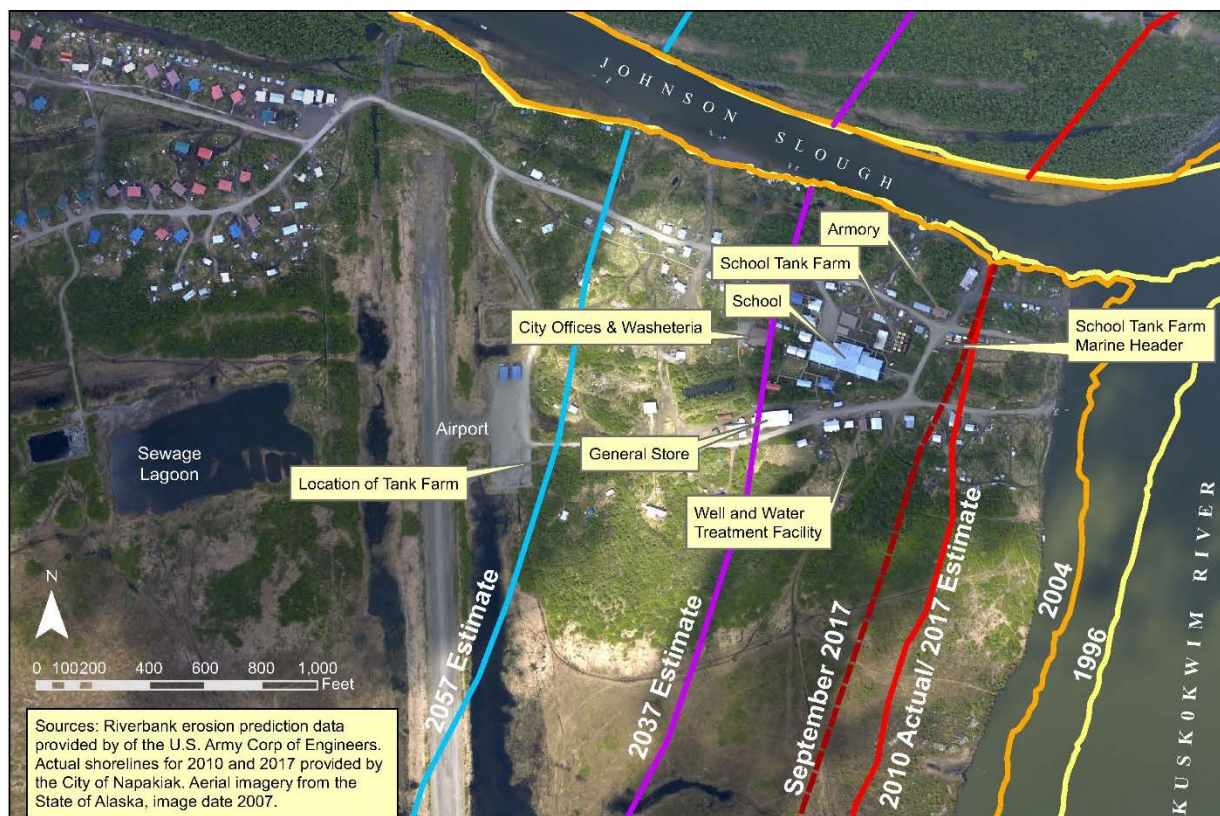 JOHNSON SLOUGH
Armory
School Tank Farm
School
City Offices & Washeteria
School Tank Farm
Marine Header
Airport
Sewage
Lagoon
General Store
Location of Tank Farm
Well and Water
Treatment Facility
2057 Estimate
2037 Estimate
September 2017
2010 Actual/ 2017 Estimate
2004
1996
KUSKOKWIM RIVER
N
0 100 200 400 600 800 1,000
Feet
Sources: Riverbank erosion prediction data
provided by of the U.S. Army Corp of Engineers.
Actual shorelines for 2010 and 2017 provided by
the City of Napakiak. Aerial imagery from the
State of Alaska, image date 2007.